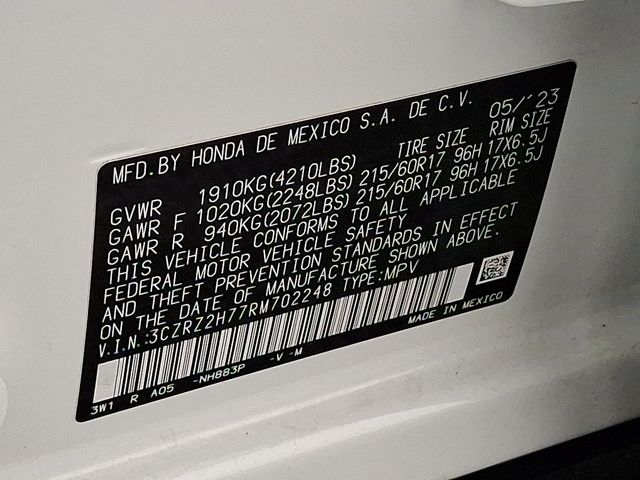 MFD.BY HONDA DE MEXICO S.A. DE C.V. 05/'23
TIRE SIZE RIM SIZE
GVWR 1910KG(4210LBS)
GAWR F 1020KG(2248LBS) 215/60R17 96H 17X6.5J
GAWR R 940KG(2072LBS) 215/60R17 96H 17X6.5J
THIS VEHICLE CONFORMS TO ALL APPLICABLE
FEDERAL MOTOR VEHICLE SAFETY
AND THEFT PREVENTION STANDARDS IN EFFECT
ON THE DATE OF MANUFACTURE SHOWN ABOVE.
V.I.N.:3CZRZ2H77RM702248 TYPE:MPV
MADE IN MEXICO
3W1 R A05 -NH883P -V -M